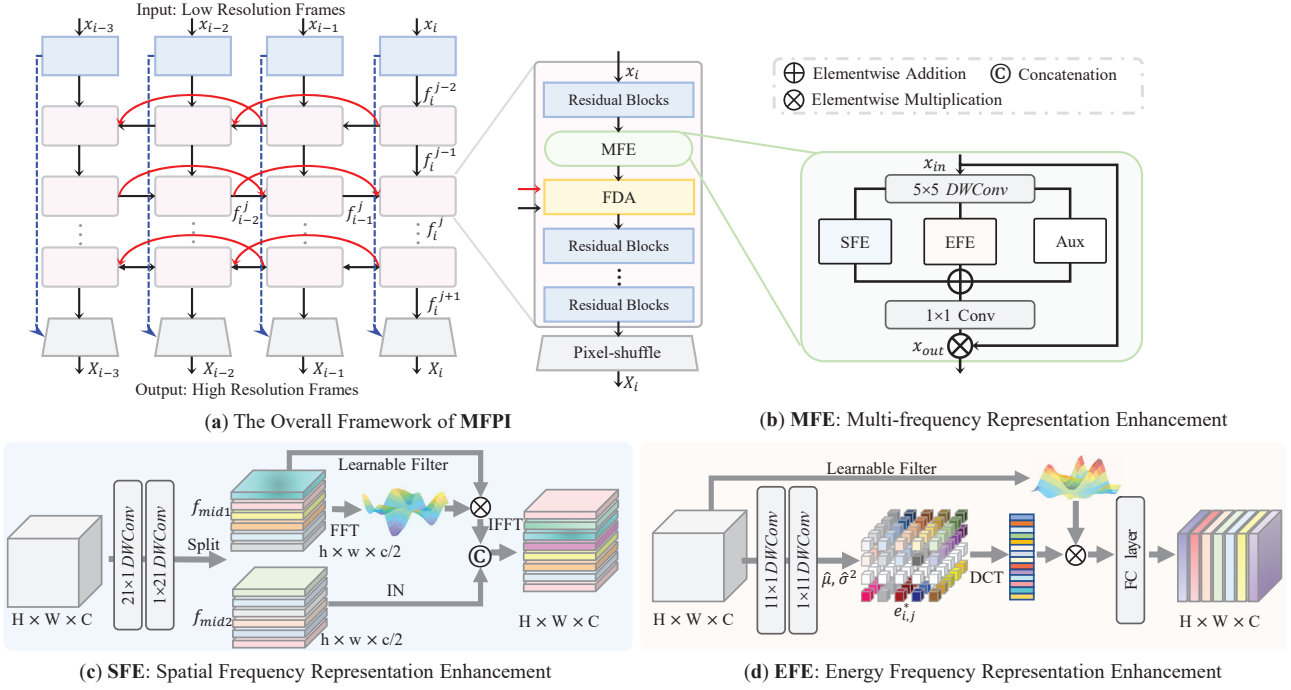 Input: Low Resolution Frames
x_{i-3} x_{i-2} x_{i-1} x_i
f_i^{j-2}
f_i^{j-1}
f_{i-2}^j f_{i-1}^j f_i^j
f_i^{j+1}
X_{i-3} X_{i-2} X_{i-1} X_i
Output: High Resolution Frames
x_i
Residual Blocks
MFE
FDA
Residual Blocks
Residual Blocks
Pixel-shuffle
X_i
(a) The Overall Framework of MFPI
⊕ Elementwise Addition © Concatenation
⊗ Elementwise Multiplication
x_{in}
5×5 DWConv
SFE EFE Aux
1×1 Conv
x_{out}
(b) MFE: Multi-frequency Representation Enhancement
H × W × C
21×1 DWConv
1×21 DWConv
Split
f_{mid1}
f_{mid2}
Learnable Filter
FFT
h × w × c/2
IFFT
C
IN
h × w × c/2
H × W × C
(c) SFE: Spatial Frequency Representation Enhancement
H × W × C
Learnable Filter
11×1 DWConv
1×11 DWConv
μ̂, σ̂²
e*_{i,j}
DCT
FC layer
H × W × C
(d) EFE: Energy Frequency Representation Enhancement